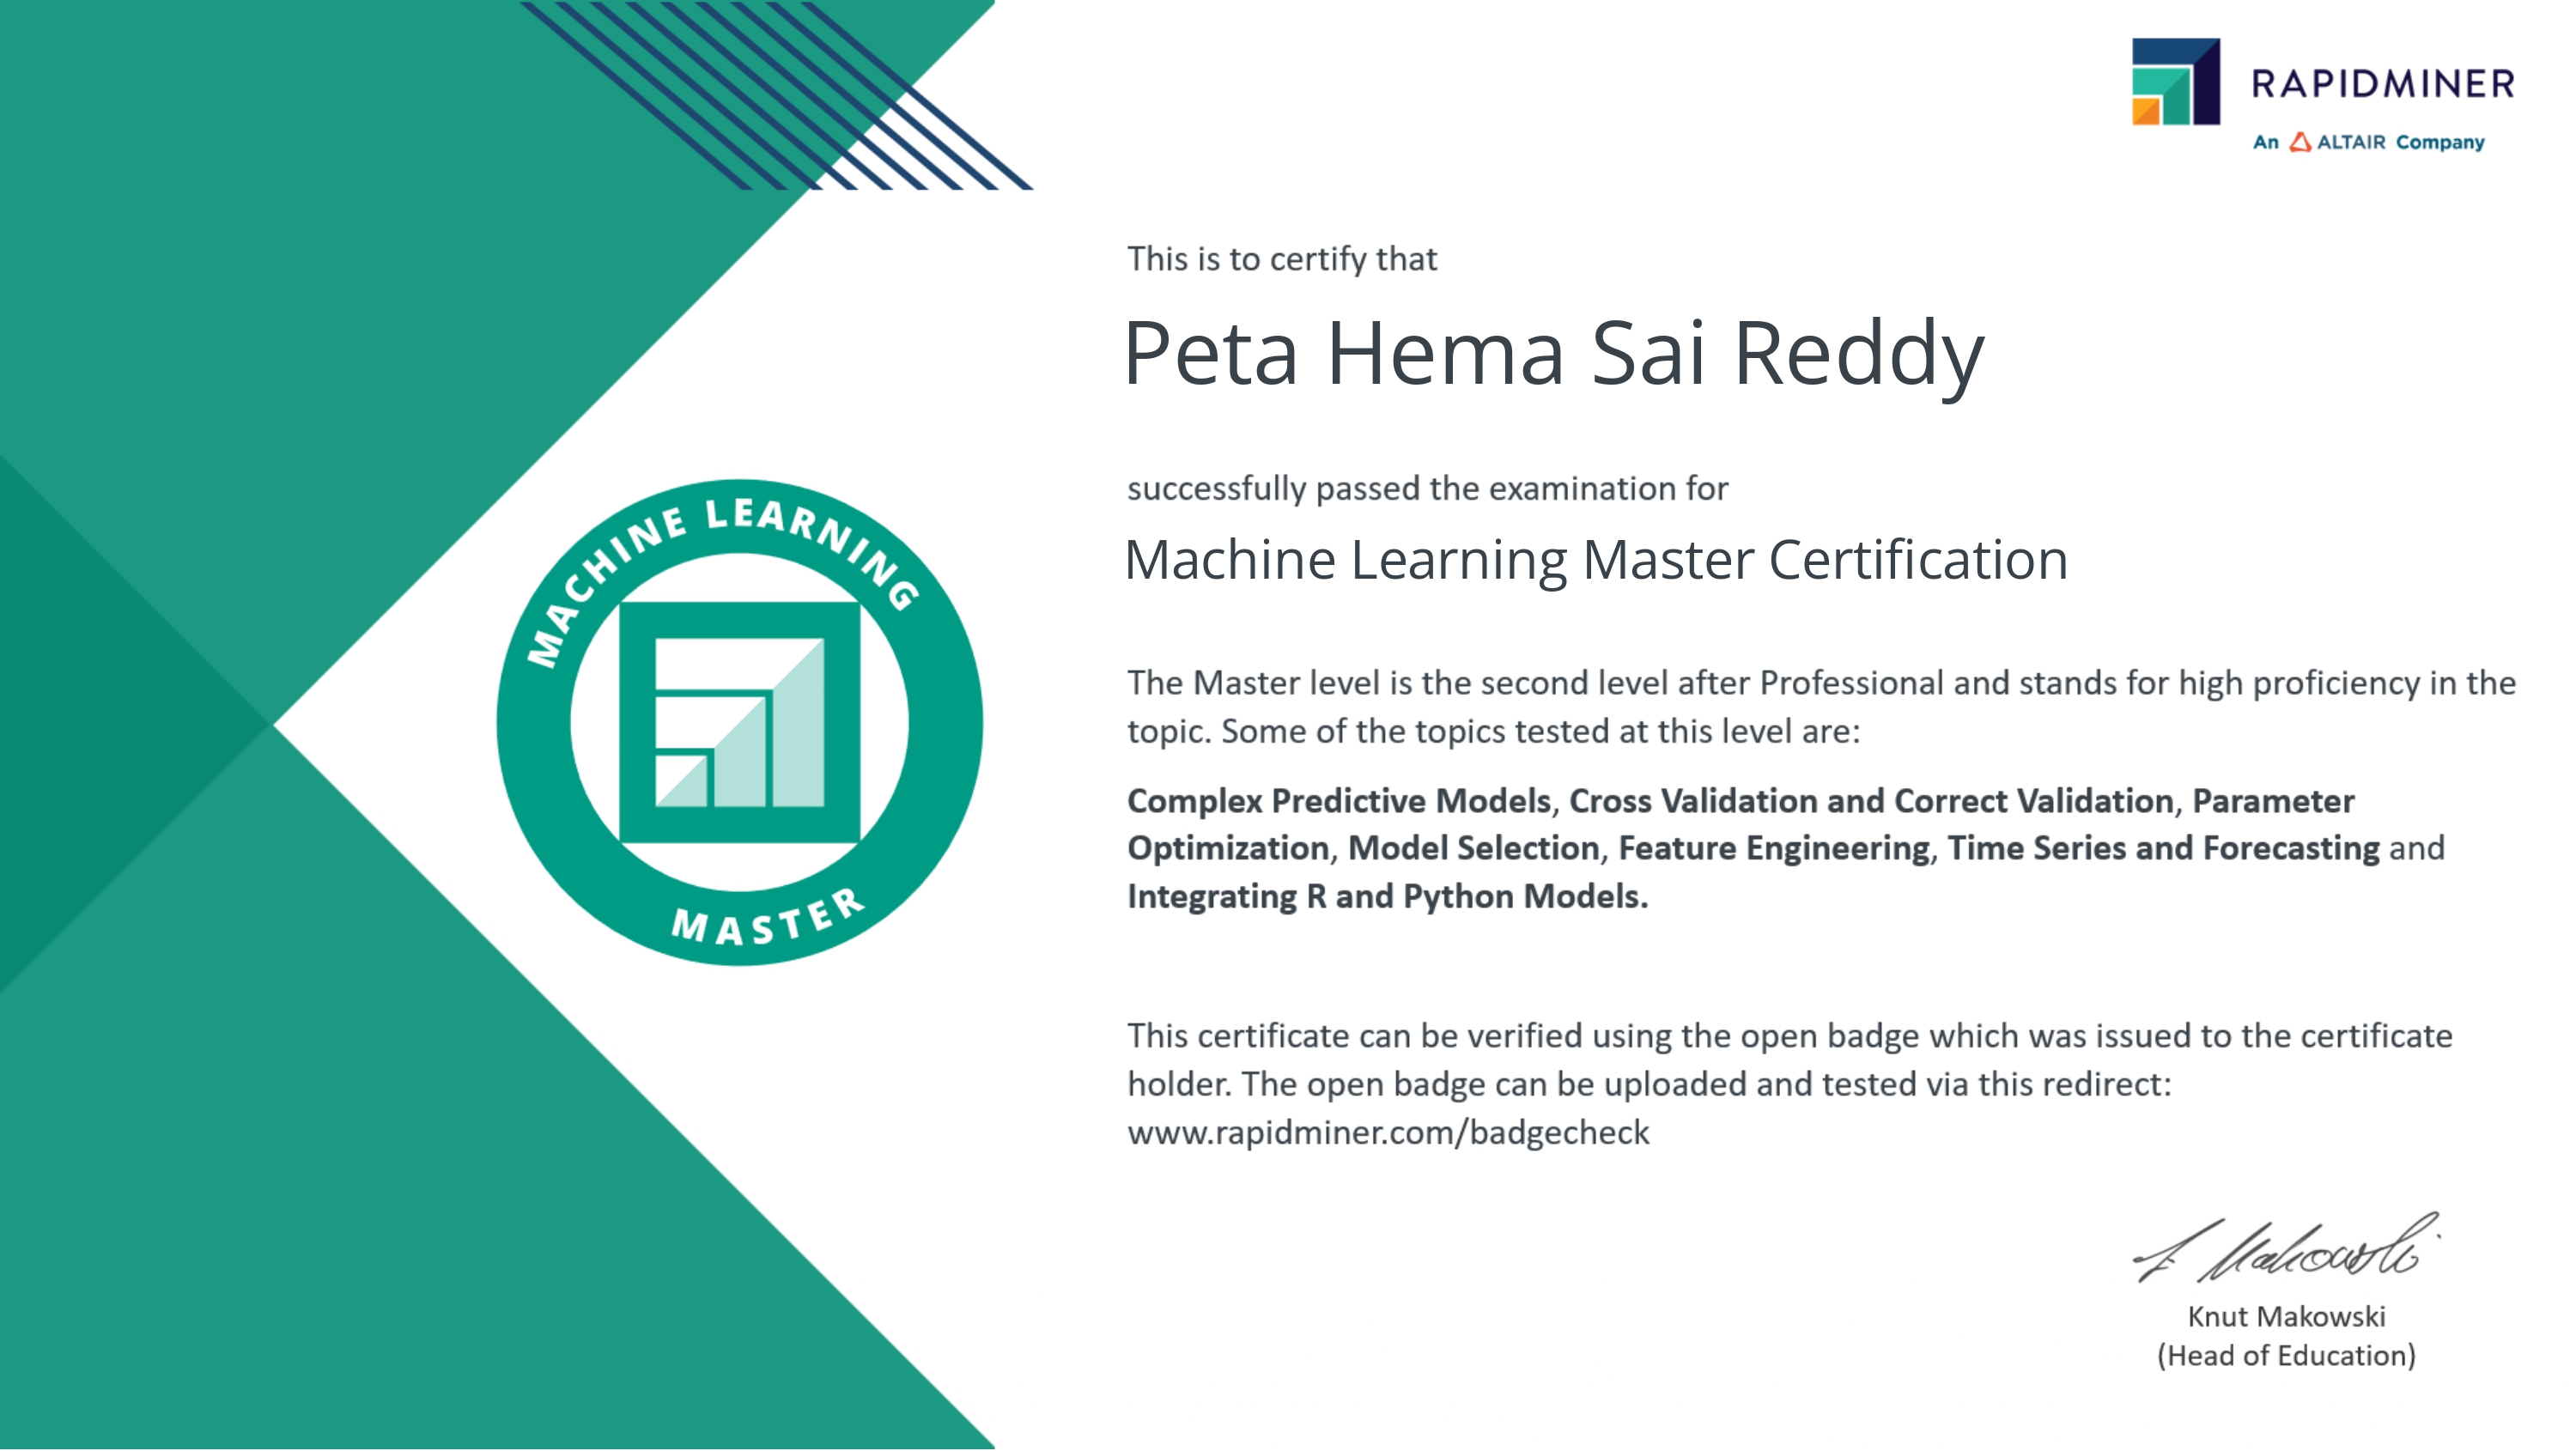 RAPIDMINER
An ALTAIR Company
This is to certify that
Peta Hema Sai Reddy
successfully passed the examination for
Machine Learning Master Certification
MACHINE LEARNING
MASTER
The Master level is the second level after Professional and stands for high proficiency in the
topic. Some of the topics tested at this level are:
Complex Predictive Models, Cross Validation and Correct Validation, Parameter
Optimization, Model Selection, Feature Engineering, Time Series and Forecasting and
Integrating R and Python Models.
This certificate can be verified using the open badge which was issued to the certificate
holder. The open badge can be uploaded and tested via this redirect:
www.rapidminer.com/badgecheck
Knut Makowski
(Head of Education)